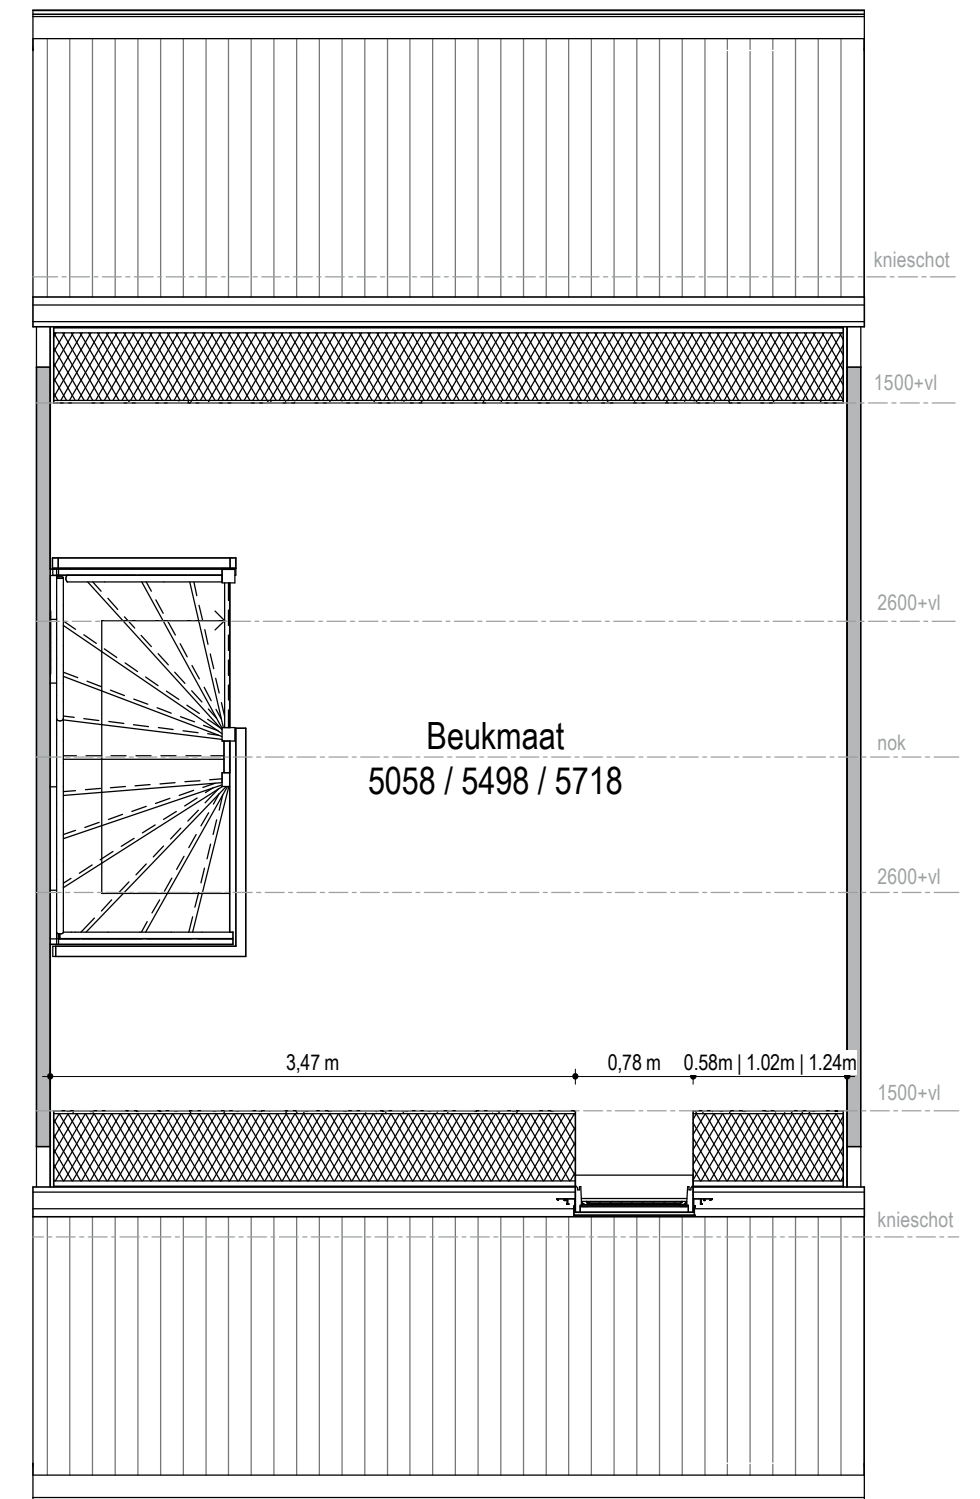 knieschot
1500+vl
2600+vl
Beukmaat
nok
5058 / 5498 / 5718
2600+vl
3,47 m
0,78 m
0.58m | 1.02m | 1.24m
1500+vl
knieschot